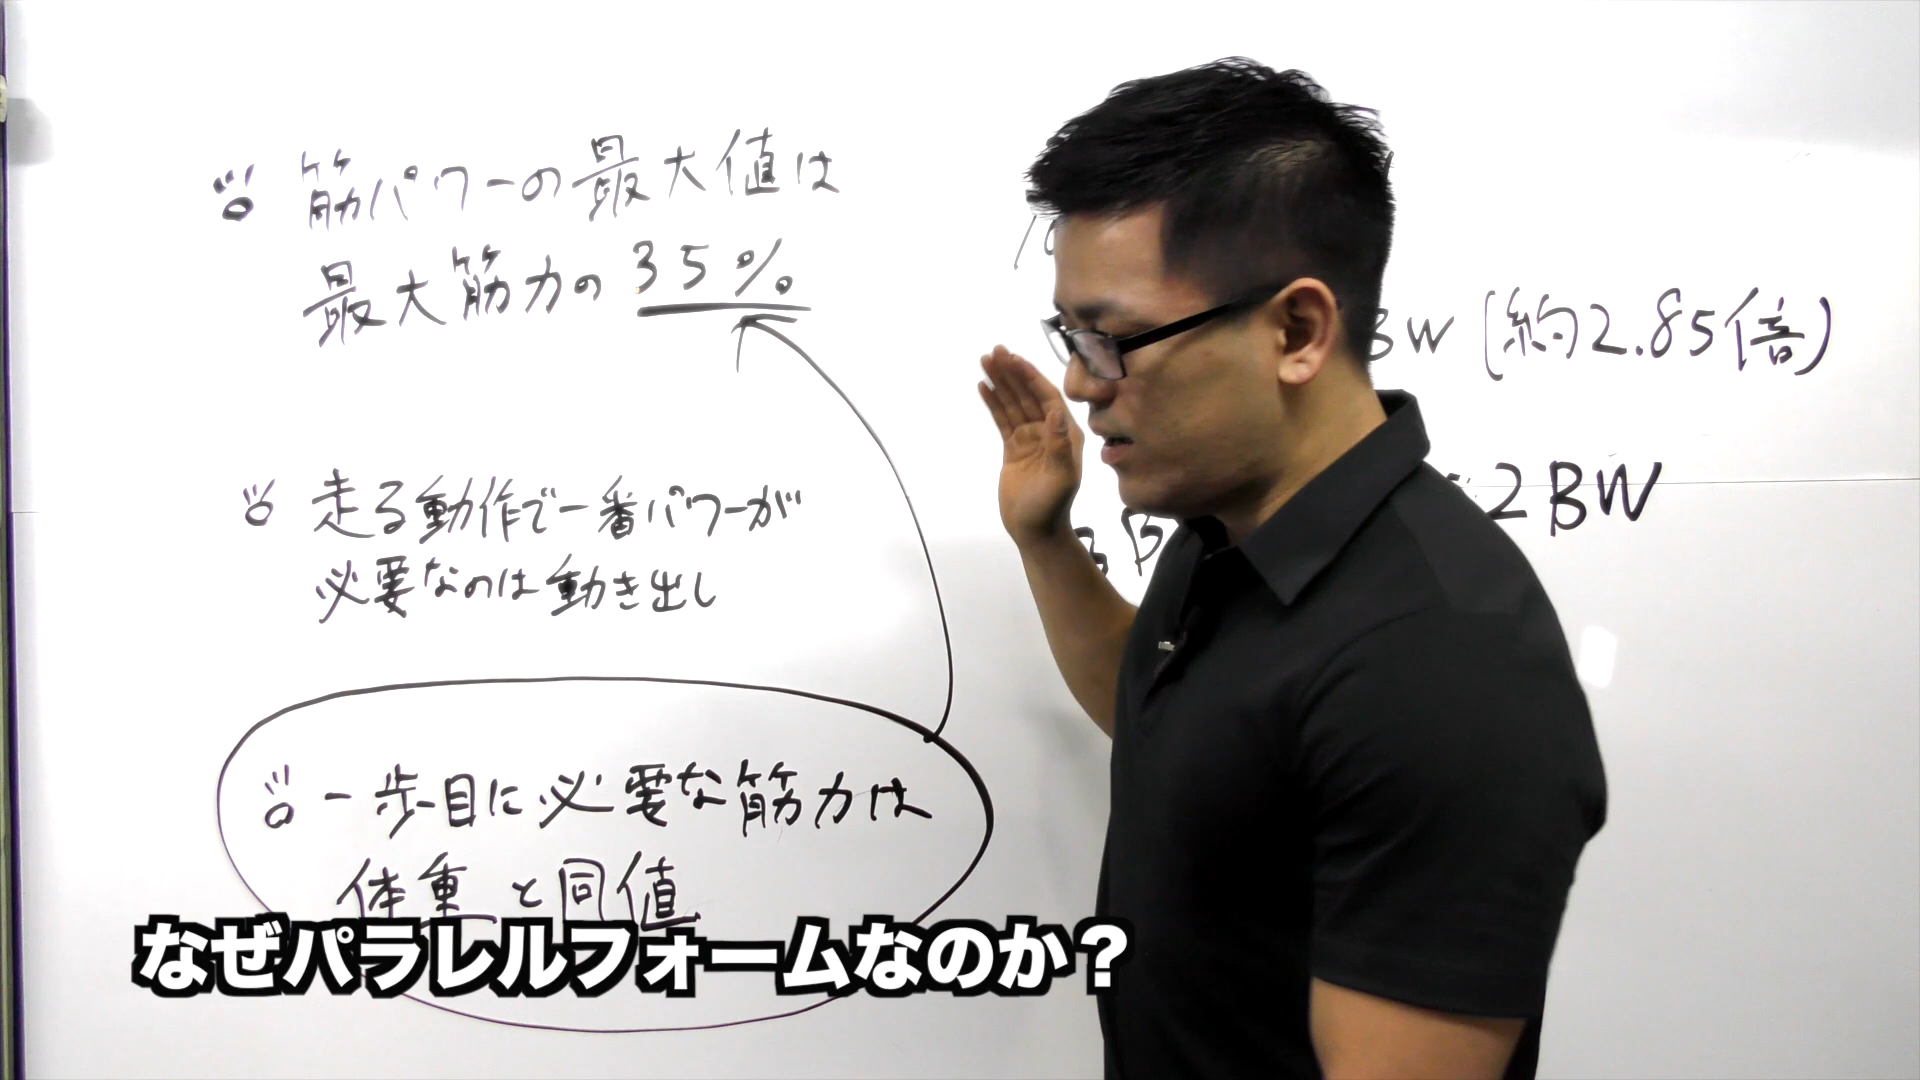 筋パワーの最大値は
最大筋力の35%
走る動作で一番パワーが
必要なのは動き出し
一歩目に必要な筋力は
体重と同値
BW (約2.85倍)
2BW
なぜパラレルフォームなのか?